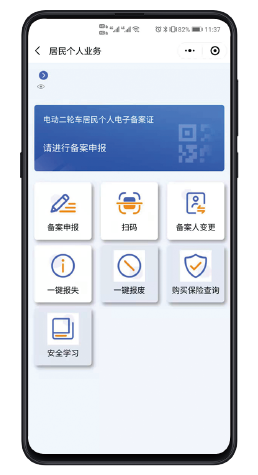 82% 11:37
居民个人业务
电动二轮车居民个人电子备案证
请进行备案申报
备案申报 扫码 备案人变更
一键报失 一键报废 购买保险查询
安全学习